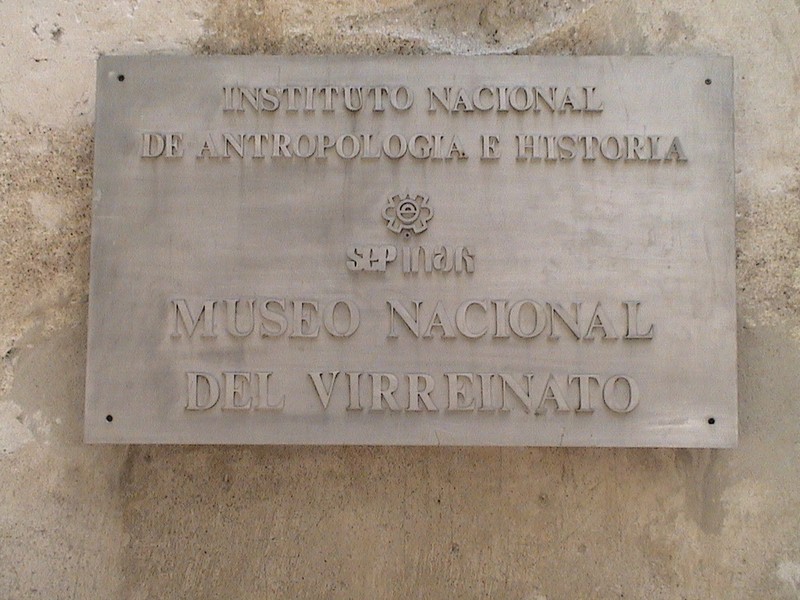 INSTITUTO NACIONAL
DE ANTROPOLOGIA E HISTORIA
SEP INAH
MUSEO NACIONAL
DEL VIRREINATO